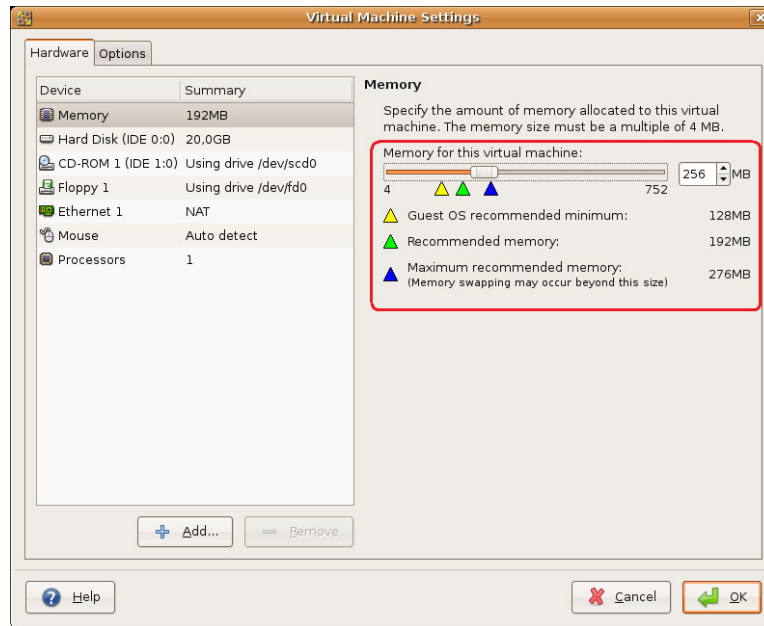 Virtual Machine Settings
Hardware Options
Device Summary
Memory 192MB
Hard Disk (IDE 0:0) 20,0GB
CD-ROM 1 (IDE 1:0) Using drive /dev/scd0
Floppy 1 Using drive /dev/fd0
Ethernet 1 NAT
Mouse Auto detect
Processors 1
Add...
Remove
Memory
Specify the amount of memory allocated to this virtual
machine. The memory size must be a multiple of 4 MB.
Memory for this virtual machine:
256 MB
4 752
Guest OS recommended minimum: 128MB
Recommended memory: 192MB
Maximum recommended memory: 276MB
(Memory swapping may occur beyond this size)
Help
Cancel
OK